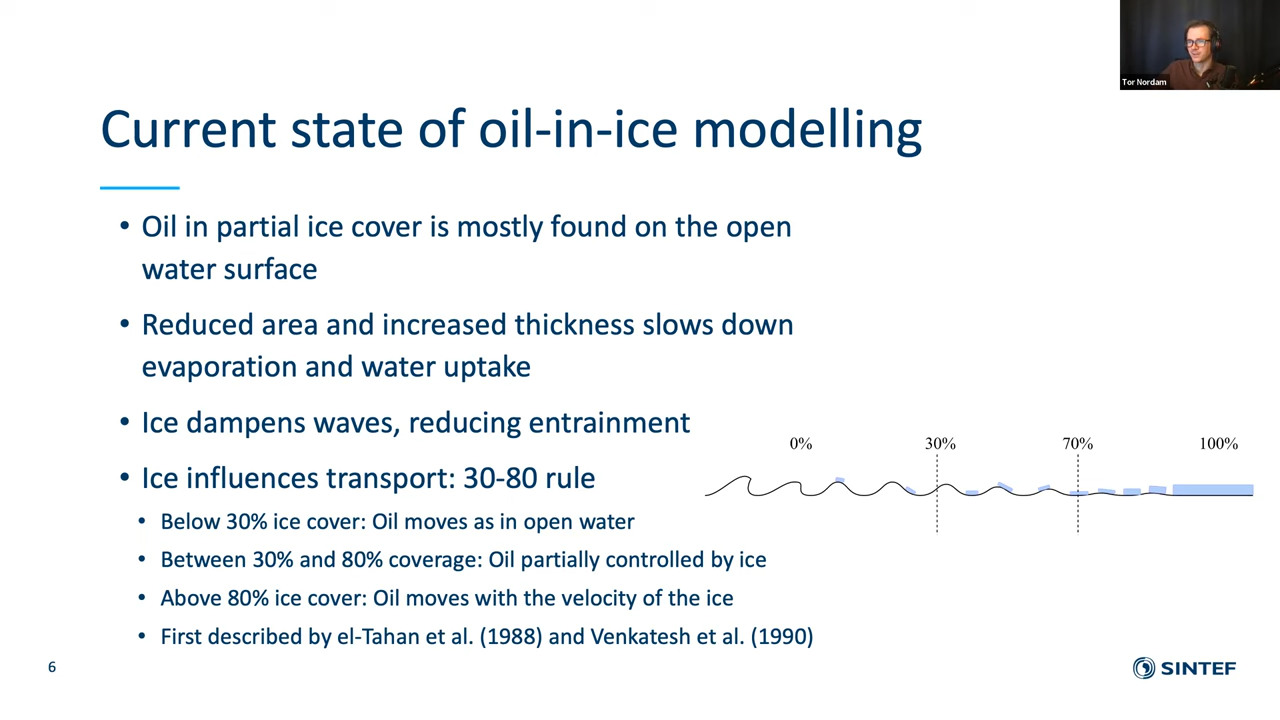 Tor Nordam
Current state of oil-in-ice modelling
• Oil in partial ice cover is mostly found on the open
water surface
• Reduced area and increased thickness slows down
evaporation and water uptake
• Ice dampens waves, reducing entrainment
• Ice influences transport: 30-80 rule
• Below 30% ice cover: Oil moves as in open water
• Between 30% and 80% coverage: Oil partially controlled by ice
• Above 80% ice cover: Oil moves with the velocity of the ice
• First described by el-Tahan et al. (1988) and Venkatesh et al. (1990)
0% 30% 70% 100%
6
SINTEF